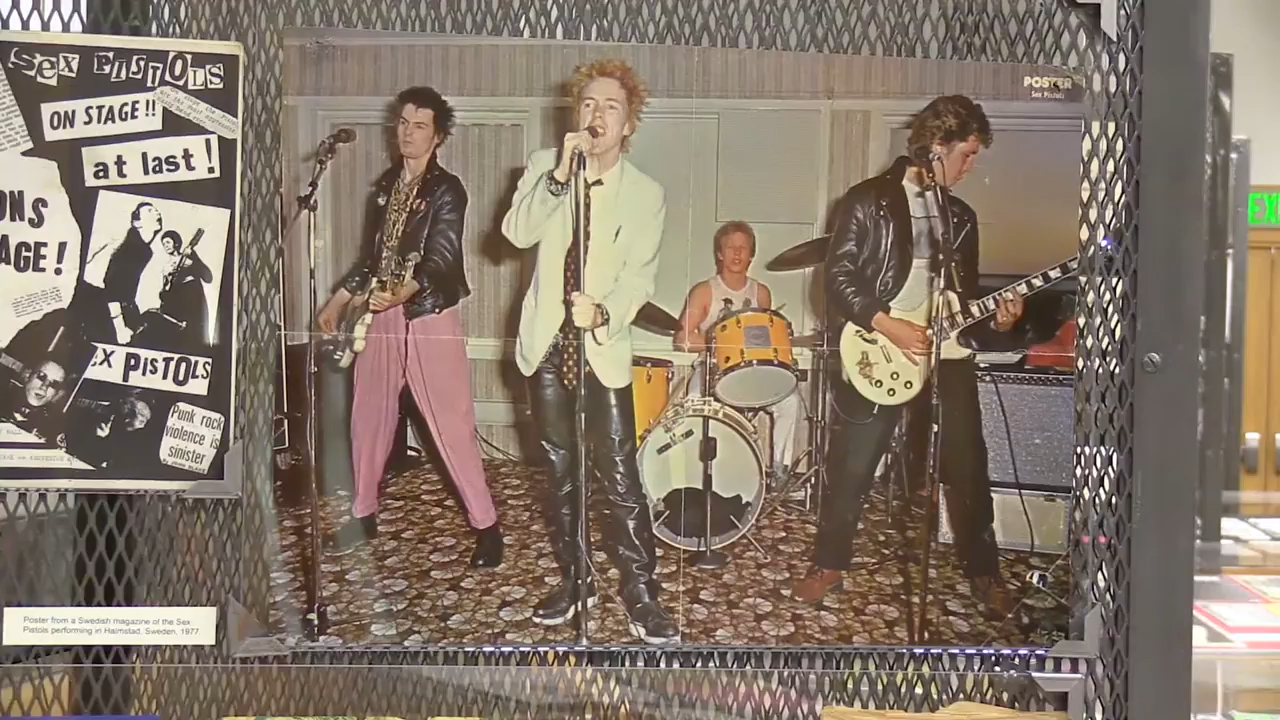 SEX PISTOLS
ON STAGE!!
at last!
ONS
AGE!
EX PISTOLS
Punk rock
violence is
sinister
POSTER
Sex Pistols
EX
Poster from a Swedish magazine of the Sex
Pistols performing in Halmstad, Sweden, 1977.